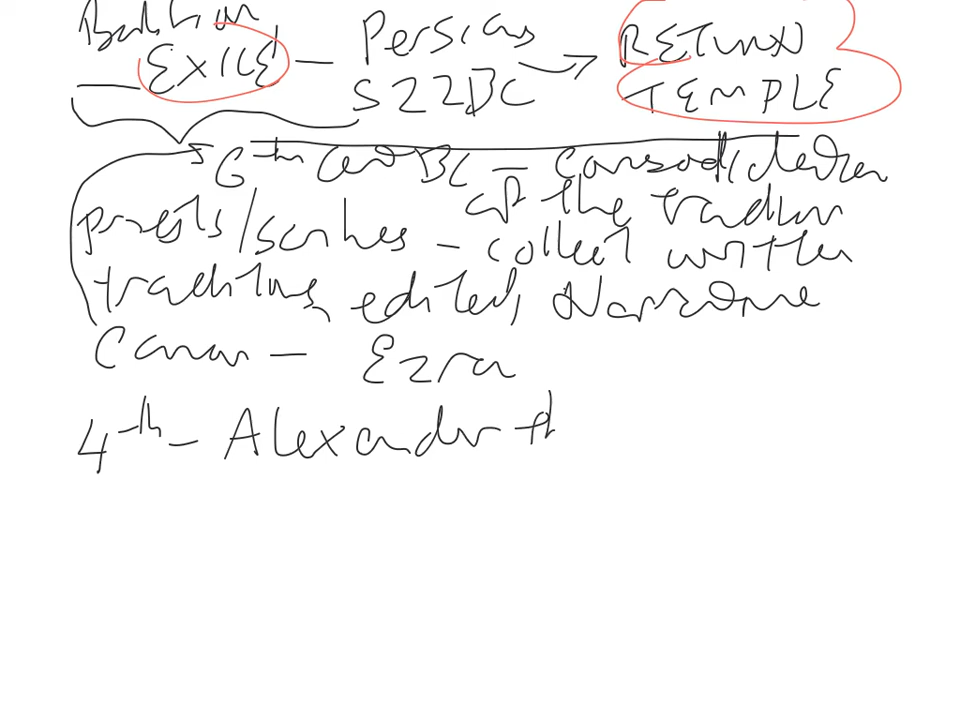 Babylon
EXILE — Persians → RETURN
522BC TEMPLE
6th Cent BC — Consolidation
of the tradition
priests/scribes — collect written
traditions, edited,
Canon — Ezra
4th — Alexander th